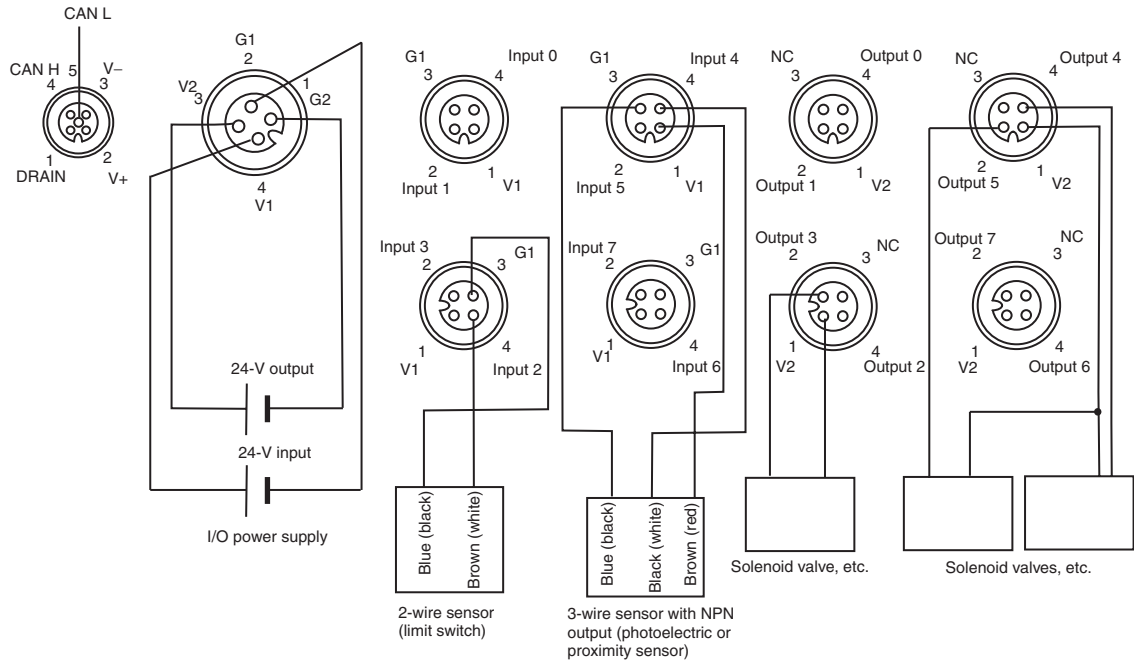 CAN L
CAN H 5 V–
4 3
1 2
DRAIN V+
G1
2
V2 1
3 G2
4
V1
G1 Input 0
3 4
2 1
Input 1 V1
G1 Input 4
3 4
2 1
Input 5 V1
NC Output 0
3 4
2 1
Output 1 V2
NC Output 4
3 4
2 1
Output 5 V2
Input 3 G1
2 3
1 4
V1 Input 2
Input 7 G1
2 3
1 4
V1 Input 6
Output 3 NC
2 3
1 4
V2 Output 2
Output 7 NC
2 3
1 4
V2 Output 6
24-V output
24-V input
I/O power supply
Blue (black)
Brown (white)
2-wire sensor
(limit switch)
Blue (black)
Black (white)
Brown (red)
3-wire sensor with NPN
output (photoelectric or
proximity sensor)
Solenoid valve, etc.
Solenoid valves, etc.